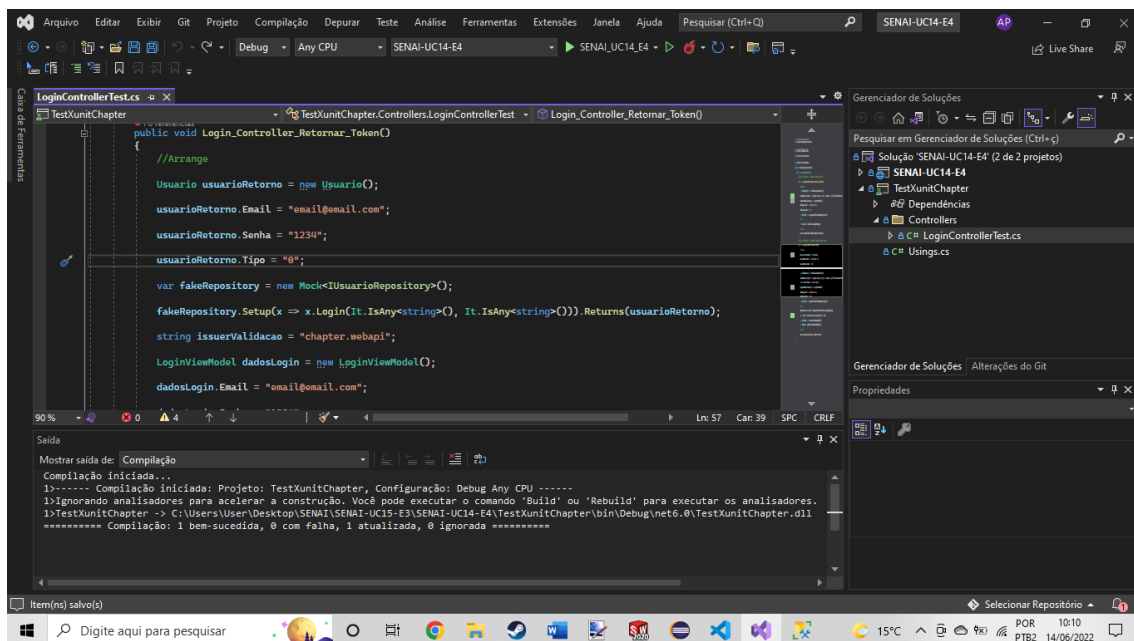 Arquivo Editar Exibir Git Projeto Compilação Depurar Teste Análise Ferramentas Extensões Janela Ajuda Pesquisar (Ctrl+Q) SENAI-UC14-E4 AP
Debug Any CPU SENAI-UC14-E4 SENAI_UC14_E4 Live Share
Caixa de Ferramentas
LoginControllerTest.cs
TestXunitChapter TestXunitChapter.Controllers.LoginControllerTest Login_Controller_Retornar_Token()
public void Login_Controller_Retornar_Token()
{
//Arrange
Usuario usuarioRetorno = new Usuario();
usuarioRetorno.Email = "email@email.com";
usuarioRetorno.Senha = "1234";
usuarioRetorno.Tipo = "0";
var fakeRepository = new Mock<IUsuarioRepository>();
fakeRepository.Setup(x => x.Login(It.IsAny<string>(), It.IsAny<string>())).Returns(usuarioRetorno);
string issuerValidacao = "chapter.webapi";
LoginViewModel dadosLogin = new LoginViewModel();
dadosLogin.Email = "email@email.com";
90 % 0 4 Ln: 57 Car: 39 SPC CRLF
Saída
Mostrar saída de: Compilação
Compilação iniciada...
1>------ Compilação iniciada: Projeto: TestXunitChapter, Configuração: Debug Any CPU ------
1>Ignorando analisadores para acelerar a construção. Você pode executar o comando 'Build' ou 'Rebuild' para executar os analisadores.
1>TestXunitChapter -> C:\Users\User\Desktop\SENAI\SENAI-UC15-E3\SENAI-UC14-E4\TestXunitChapter\bin\Debug\net6.0\TestXunitChapter.dll
========== Compilação: 1 bem-sucedida, 0 com falha, 1 atualizada, 0 ignorada ==========
Gerenciador de Soluções
Pesquisar em Gerenciador de Soluções (Ctrl+ç)
Solução 'SENAI-UC14-E4' (2 de 2 projetos)
SENAI-UC14-E4
TestXunitChapter
Dependências
Controllers
C# LoginControllerTest.cs
C# Usings.cs
Gerenciador de Soluções Alterações do Git
Propriedades
Item(ns) salvo(s) Selecionar Repositório 1
Digite aqui para pesquisar 15°C POR 10:10
PTB2 14/06/2022